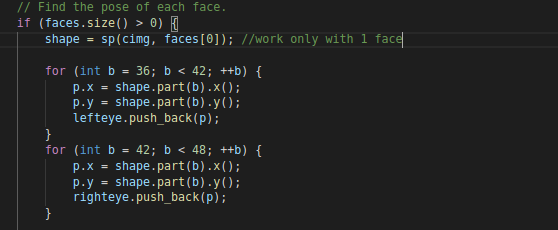 // Find the pose of each face.
if (faces.size() > 0) {
shape = sp(cimg, faces[0]); //work only with 1 face
for (int b = 36; b < 42; ++b) {
p.x = shape.part(b).x();
p.y = shape.part(b).y();
lefteye.push_back(p);
}
for (int b = 42; b < 48; ++b) {
p.x = shape.part(b).x();
p.y = shape.part(b).y();
righteye.push_back(p);
}